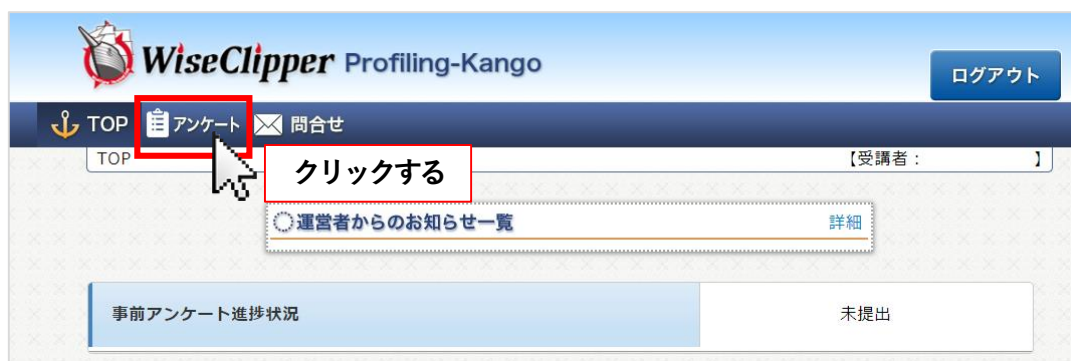 WiseClipper Profiling-Kango
ログアウト
TOP アンケート 問合せ
クリックする
TOP 【受講者： 】
運営者からのお知らせ一覧 詳細
事前アンケート進捗状況 未提出